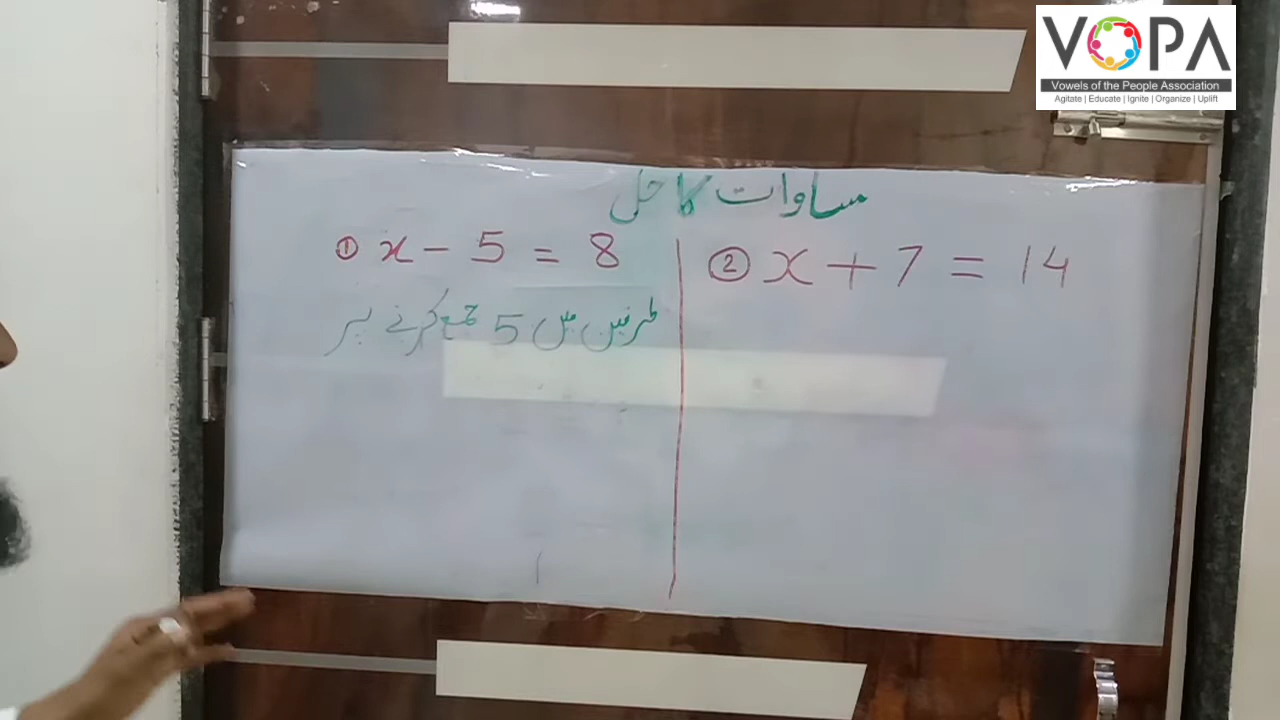 VOPA
Vowels of the People Association
Agitate | Educate | Ignite | Organize | Uplift
مساوات کا حل
① x - 5 = 8
طرفین میں 5 جمع کرنے پر
② x + 7 = 14